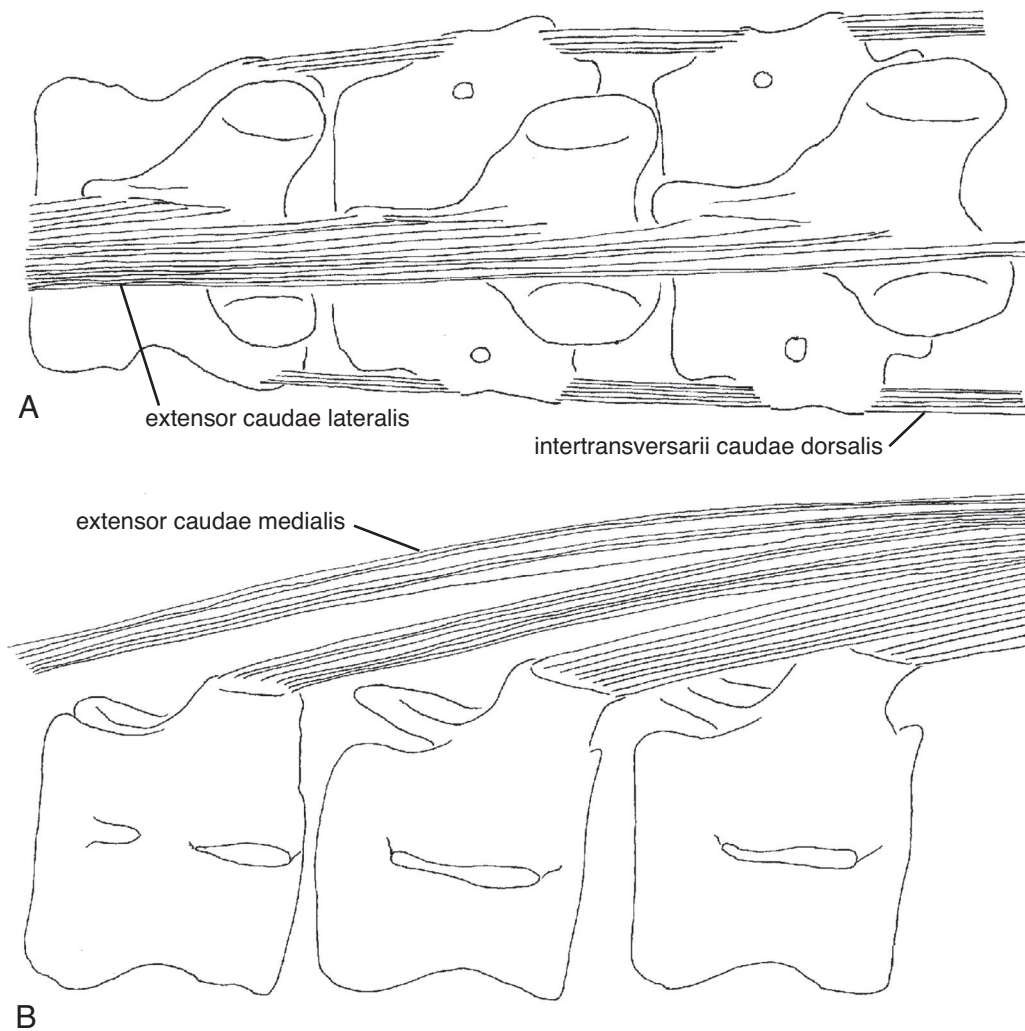 A
extensor caudae lateralis
intertransversarii caudae dorsalis
extensor caudae medialis
B